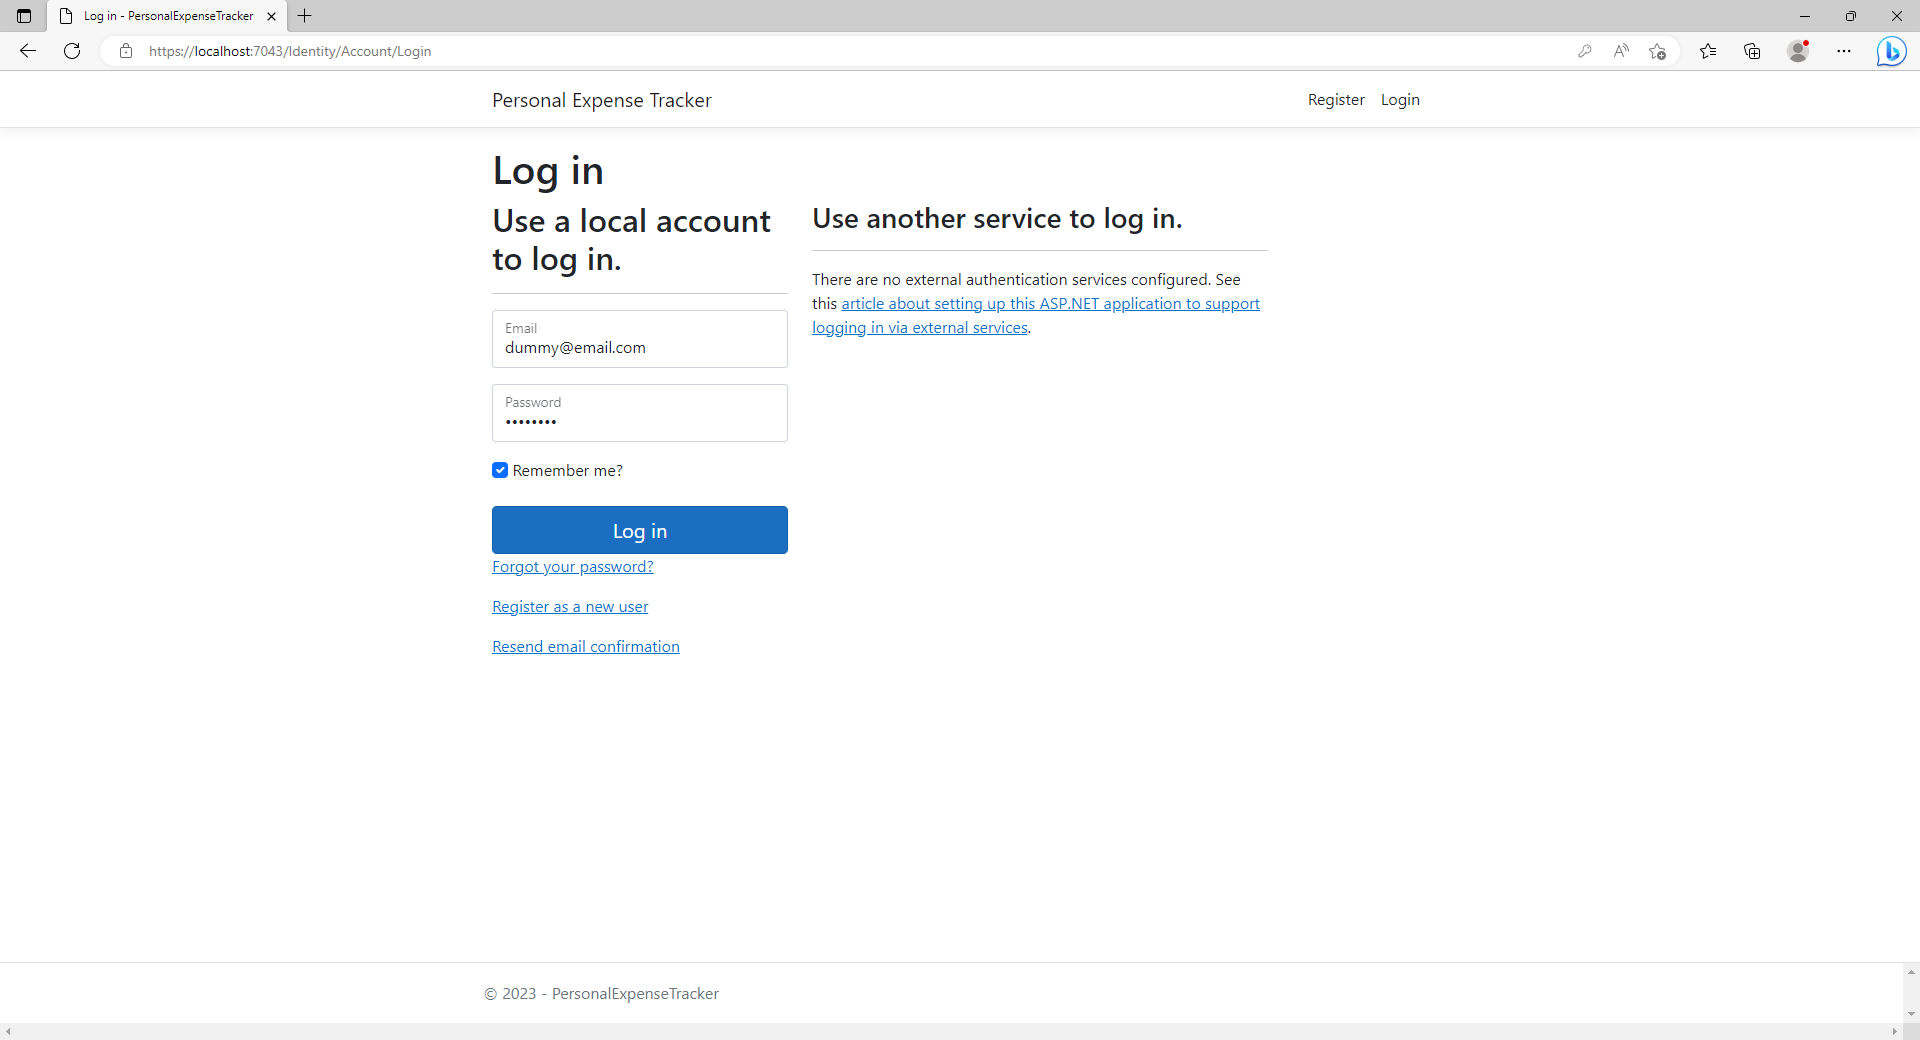 Log in - PersonalExpenseTracker
https://localhost:7043/Identity/Account/Login
Personal Expense Tracker
Register Login
Log in
Use a local account
to log in.
Email
dummy@email.com
Password
••••••••
Remember me?
Log in
Forgot your password?
Register as a new user
Resend email confirmation
Use another service to log in.
There are no external authentication services configured. See
this article about setting up this ASP.NET application to support
logging in via external services.
© 2023 - PersonalExpenseTracker